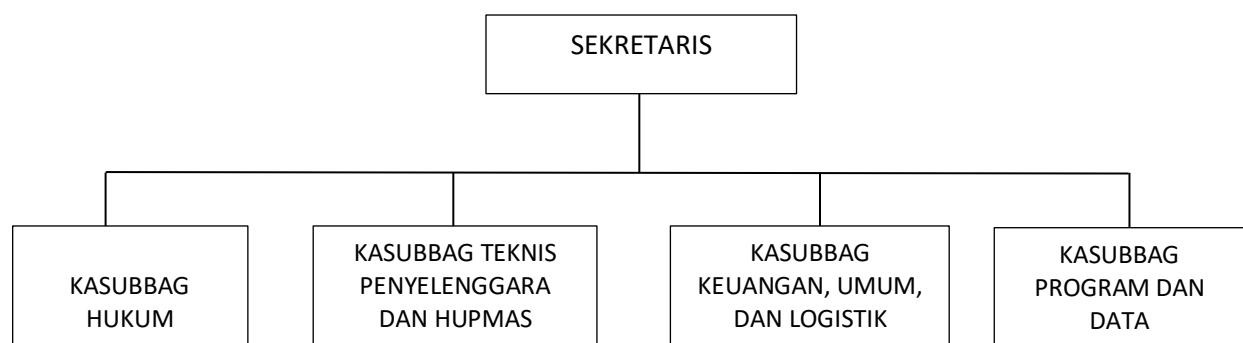 SEKRETARIS
KASUBBAG
HUKUM
KASUBBAG TEKNIS
PENYELENGGARA
DAN HUPMAS
KASUBBAG
KEUANGAN, UMUM,
DAN LOGISTIK
KASUBBAG
PROGRAM DAN
DATA